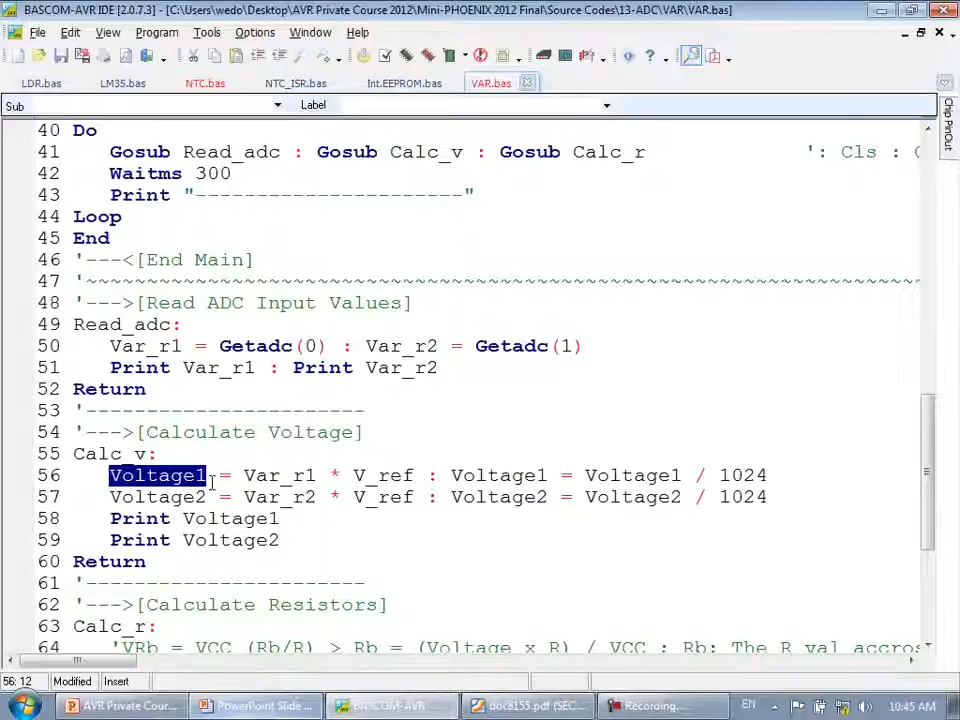 BASCOM-AVR IDE [2.0.7.3] - [C:\Users\wedo\Desktop\AVR Private Course 2012\Mini-PHOENIX 2012 Final\Source Codes\13-ADC\VAR\VAR.bas]
File Edit View Program Tools Options Window Help
LDR.bas LM35.bas NTC.bas NTC_ISR.bas Int.EEPROM.bas VAR.bas
Sub Label
Chip PinOut
40 Do
41 Gosub Read_adc : Gosub Calc_v : Gosub Calc_r ': Cls : C
42 Waitms 300
43 Print "----------------------"
44 Loop
45 End
46 '---<[End Main]
47 '~~~~~~~~~~~~~~~~~~~~~~~~~~~~~~~~~~~~~~~~~~~~~~~~~~~~~~~~~~~~~~~~~~~~
48 '--->[Read ADC Input Values]
49 Read_adc:
50 Var_r1 = Getadc(0) : Var_r2 = Getadc(1)
51 Print Var_r1 : Print Var_r2
52 Return
53 '-----------------------
54 '--->[Calculate Voltage]
55 Calc_v:
56 Voltage1 = Var_r1 * V_ref : Voltage1 = Voltage1 / 1024
57 Voltage2 = Var_r2 * V_ref : Voltage2 = Voltage2 / 1024
58 Print Voltage1
59 Print Voltage2
60 Return
61 '-----------------------
62 '--->[Calculate Resistors]
63 Calc_r:
64 'VRb = VCC (Rb/R) > Rb = (Voltage x R) / VCC : Rb: The R val accros
56: 12 Modified Insert
AVR Private Cour... PowerPoint Slide ... BASCOM-AVR doc8155.pdf (SEC... Recording... EN 10:45 AM